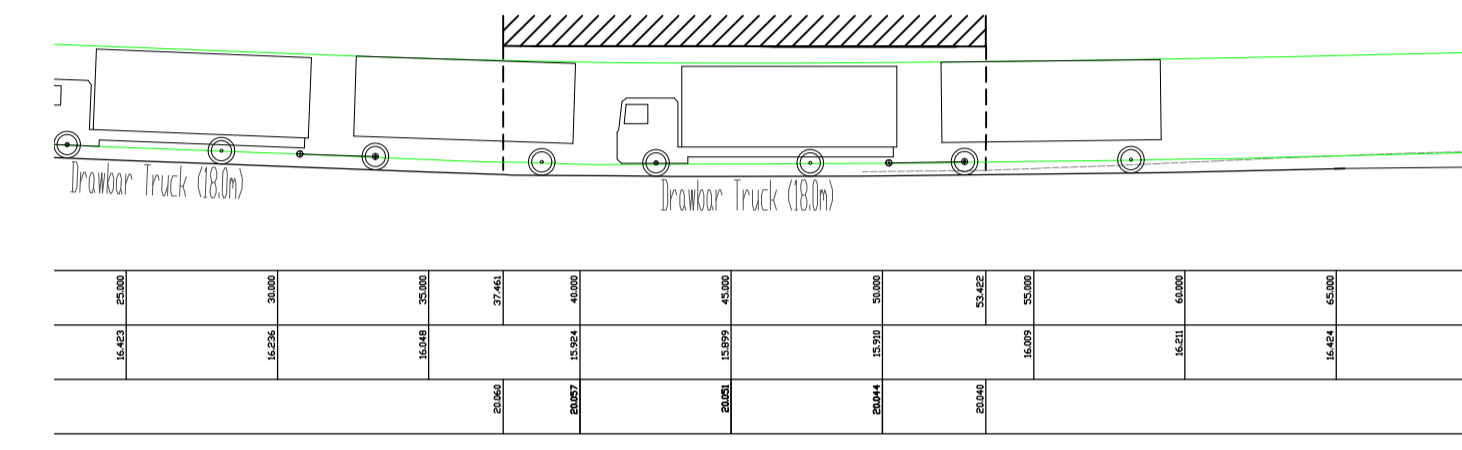 Drawbar Truck (18.0m)
Drawbar Truck (18.0m)
25.000 30.000 35.000 37.461 40.000 45.000 50.000 53.422 55.000 60.000 65.000
16.423 16.236 16.048 15.924 15.899 15.910 16.009 16.211 16.424
20.060 20.057 20.051 20.044 20.040